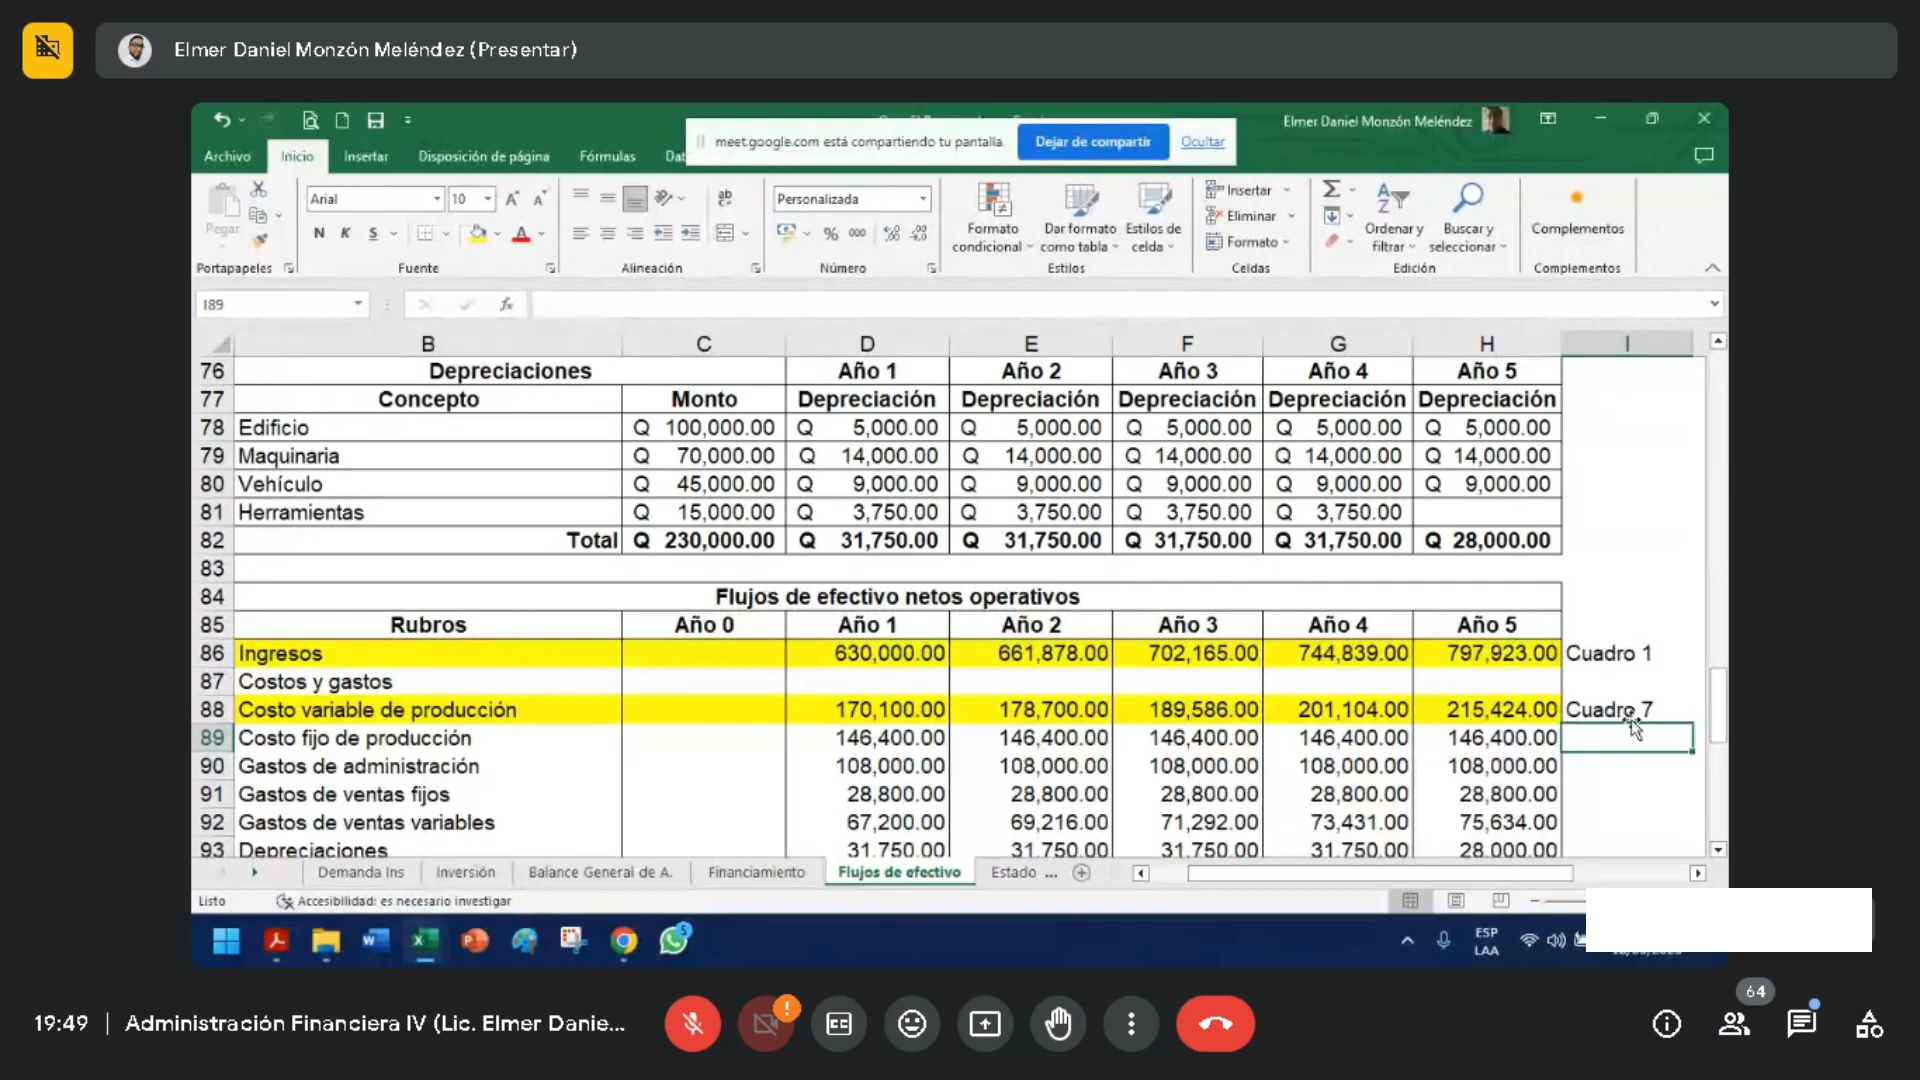 Elmer Daniel Monzón Meléndez (Presentar)
Elmer Daniel Monzón Meléndez
meet.google.com está compartiendo tu pantalla. Dejar de compartir Ocultar
Archivo Inicio Insertar Disposición de página Fórmulas Dat
Pegar Arial 10 Personalizada Formato condicional Dar formato como tabla Estilos de celda Insertar Eliminar Formato Ordenar y filtrar Buscar y seleccionar Complementos
N K S % 000
Portapapeles Fuente Alineación Número Estilos Celdas Edición Complementos
I89 fx
B C D E F G H I
76 Depreciaciones Año 1 Año 2 Año 3 Año 4 Año 5
77 Concepto Monto Depreciación Depreciación Depreciación Depreciación Depreciación
78 Edificio Q 100,000.00 Q 5,000.00 Q 5,000.00 Q 5,000.00 Q 5,000.00 Q 5,000.00
79 Maquinaria Q 70,000.00 Q 14,000.00 Q 14,000.00 Q 14,000.00 Q 14,000.00 Q 14,000.00
80 Vehículo Q 45,000.00 Q 9,000.00 Q 9,000.00 Q 9,000.00 Q 9,000.00 Q 9,000.00
81 Herramientas Q 15,000.00 Q 3,750.00 Q 3,750.00 Q 3,750.00 Q 3,750.00
82 Total Q 230,000.00 Q 31,750.00 Q 31,750.00 Q 31,750.00 Q 31,750.00 Q 28,000.00
83
84 Flujos de efectivo netos operativos
85 Rubros Año 0 Año 1 Año 2 Año 3 Año 4 Año 5
86 Ingresos 630,000.00 661,878.00 702,165.00 744,839.00 797,923.00 Cuadro 1
87 Costos y gastos
88 Costo variable de producción 170,100.00 178,700.00 189,586.00 201,104.00 215,424.00 Cuadro 7
89 Costo fijo de producción 146,400.00 146,400.00 146,400.00 146,400.00 146,400.00
90 Gastos de administración 108,000.00 108,000.00 108,000.00 108,000.00 108,000.00
91 Gastos de ventas fijos 28,800.00 28,800.00 28,800.00 28,800.00 28,800.00
92 Gastos de ventas variables 67,200.00 69,216.00 71,292.00 73,431.00 75,634.00
93 Depreciaciones 31,750.00 31,750.00 31,750.00 31,750.00 28,000.00
Demanda Ins Inversión Balance General de A. Financiamiento Flujos de efectivo Estado ...
Listo Accesibilidad: es necesario investigar
ESP
LAA
64
19:49 | Administración Financiera IV (Lic. Elmer Danie...